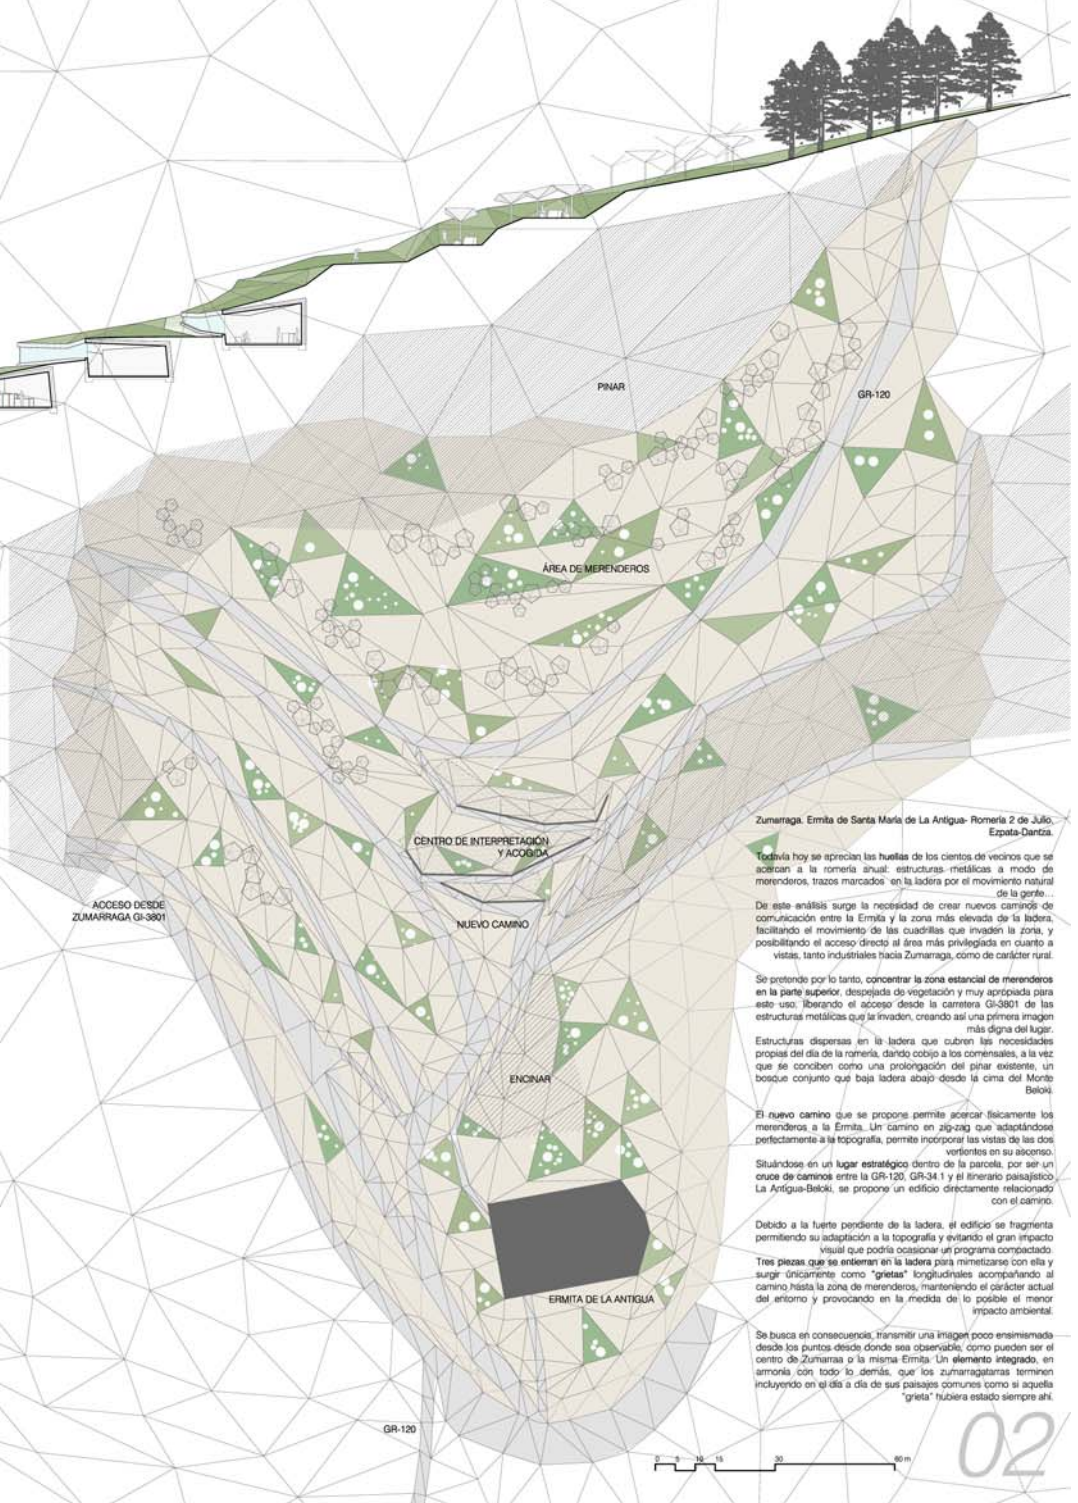 PINAR
GR-120
ÁREA DE MERENDEROS
CENTRO DE INTERPRETACIÓN
Y ACOGIDA
ACCESO DESDE
ZUMARRAGA GI-3801
NUEVO CAMINO
ENCINAR
ERMITA DE LA ANTIGUA
GR-120
Zumarraga. Ermita de Santa María de La Antigua- Romería 2 de Julio,
Ezpata-Dantza.
Todavía hoy se aprecian las huellas de los cientos de vecinos que se
acercan a la romería anual: estructuras metálicas a modo de
merenderos, trazos marcados en la ladera por el movimiento natural
de la gente…
De este análisis surge la necesidad de crear nuevos caminos de
comunicación entre la Ermita y la zona más elevada de la ladera,
facilitando el movimiento de las cuadrillas que invaden la zona, y
posibilitando el acceso directo al área más privilegiada en cuanto a
vistas, tanto industriales hacia Zumarraga, como de carácter rural.
Se pretende por lo tanto, concentrar la zona estancial de merenderos
en la parte superior, despejada de vegetación y muy apropiada para
este uso, liberando el acceso desde la carretera GI-3801 de las
estructuras metálicas que la invaden, creando así una primera imagen
más digna del lugar.
Estructuras dispersas en la ladera que cubren las necesidades
propias del día de la romería, dando cobijo a los comensales, a la vez
que se conciben como una prolongación del pinar existente, un
bosque conjunto que baja ladera abajo desde la cima del Monte
Beloki.
El nuevo camino que se propone permite acercar físicamente los
merenderos a la Ermita. Un camino en zig-zag que adaptándose
perfectamente a la topografía, permite incorporar las vistas de las dos
vertientes en su ascenso.
Situándose en un lugar estratégico dentro de la parcela, por ser un
cruce de caminos entre la GR-120, GR-34.1 y el itinerario paisajístico
La Antigua-Beloki, se propone un edificio directamente relacionado
con el camino.
Debido a la fuerte pendiente de la ladera, el edificio se fragmenta
permitiendo su adaptación a la topografía y evitando el gran impacto
visual que podría ocasionar un programa compactado.
Tres piezas que se entierran en la ladera para mimetizarse con ella y
surgir únicamente como "grietas" longitudinales acompañando al
camino hasta la zona de merenderos, manteniendo el carácter actual
del entorno y provocando en la medida de lo posible el menor
impacto ambiental.
Se busca en consecuencia, transmitir una imagen poco ensimismada
desde los puntos desde donde sea observable, como pueden ser el
centro de Zumarraa o la misma Ermita. Un elemento integrado, en
armonía con todo lo demás, que los zumarragatarras terminen
incluyendo en el día a día de sus paisajes comunes como si aquella
"grieta" hubiera estado siempre ahí.
02
0 5 10 15 30 60 m